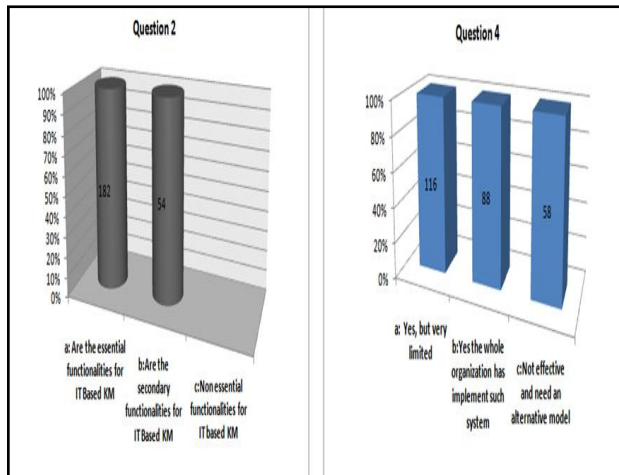 Question 2
100%
90%
80%
70%
60%
50%
40%
30%
20%
10%
0%
182
54
a: Are the essential
functionalities for
IT Based KM
b:Are the
secondary
functionalities for
IT Based KM
c:Non essential
functionalities for
IT based KM
Question 4
100%
80%
60%
40%
20%
0%
116
88
58
a: Yes, but very
limited
b:Yes the whole
organization has
implement such
system
c:Not effective
and need an
alternative model